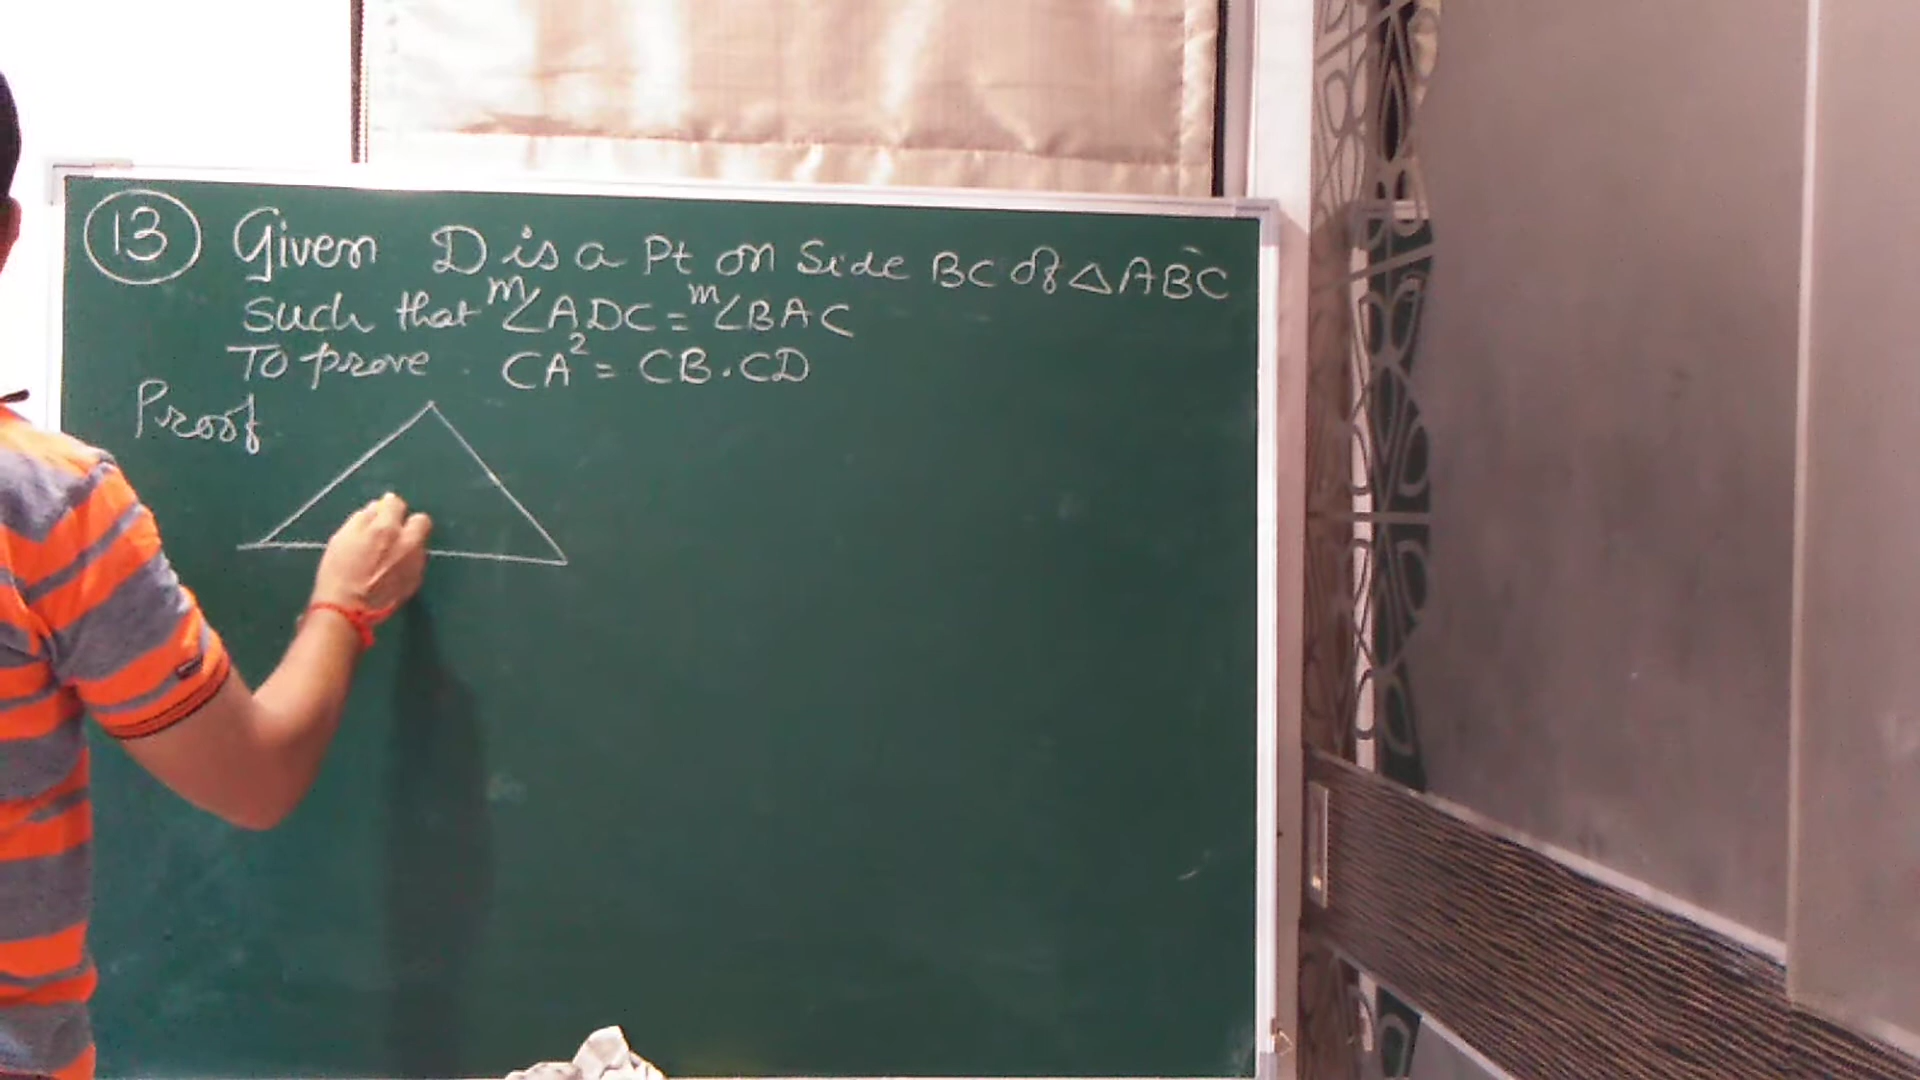 13 Given D is a Pt on Side BC of △ABC
such that m∠ADC = m∠BAC
To prove. CA² = CB.CD
Proof